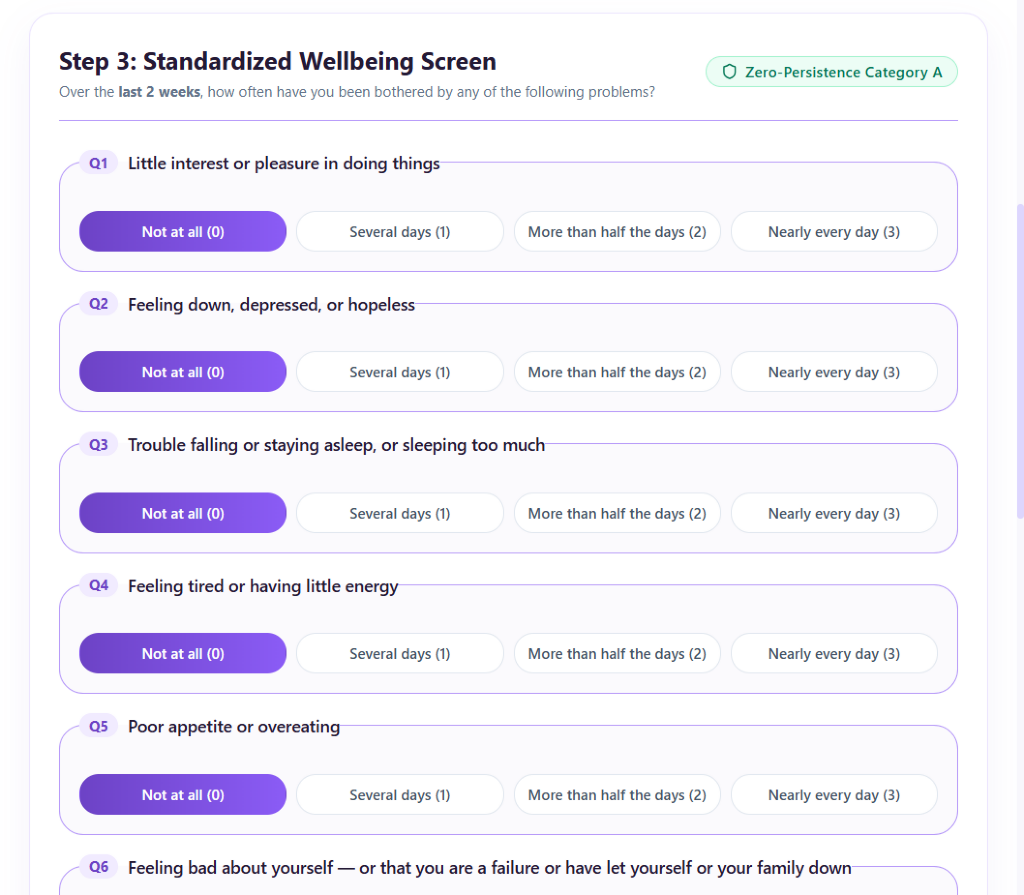 Step 3: Standardized Wellbeing Screen
Zero-Persistence Category A
Over the last 2 weeks, how often have you been bothered by any of the following problems?
Q1 Little interest or pleasure in doing things
Not at all (0) Several days (1) More than half the days (2) Nearly every day (3)
Q2 Feeling down, depressed, or hopeless
Not at all (0) Several days (1) More than half the days (2) Nearly every day (3)
Q3 Trouble falling or staying asleep, or sleeping too much
Not at all (0) Several days (1) More than half the days (2) Nearly every day (3)
Q4 Feeling tired or having little energy
Not at all (0) Several days (1) More than half the days (2) Nearly every day (3)
Q5 Poor appetite or overeating
Not at all (0) Several days (1) More than half the days (2) Nearly every day (3)
Q6 Feeling bad about yourself — or that you are a failure or have let yourself or your family down